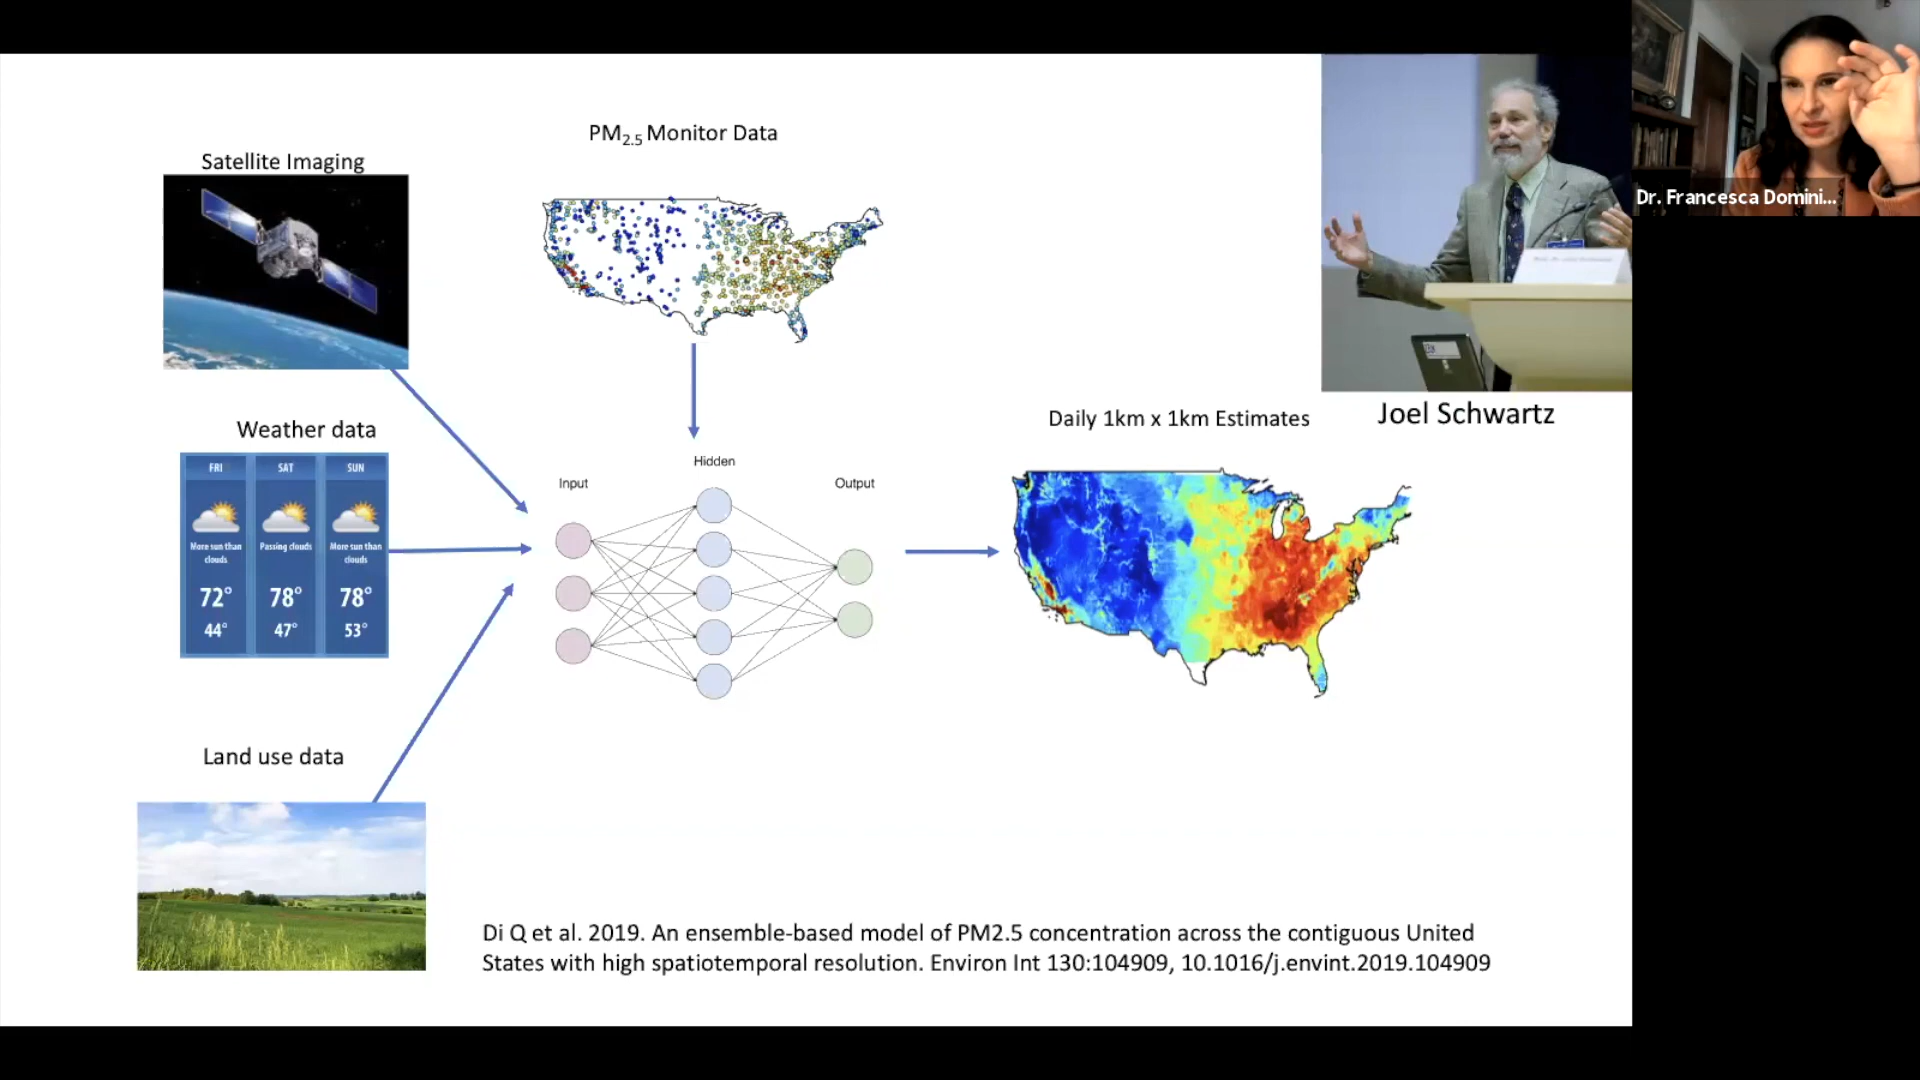 PM2.5 Monitor Data
Satellite Imaging
Dr. Francesca Domini...
Joel Schwartz
Daily 1km x 1km Estimates
Weather data
FRI SAT SUN
More sun than clouds
Passing clouds
More sun than clouds
72° 78° 78°
44° 47° 53°
Input
Hidden
Output
Land use data
Di Q et al. 2019. An ensemble-based model of PM2.5 concentration across the contiguous United
States with high spatiotemporal resolution. Environ Int 130:104909, 10.1016/j.envint.2019.104909